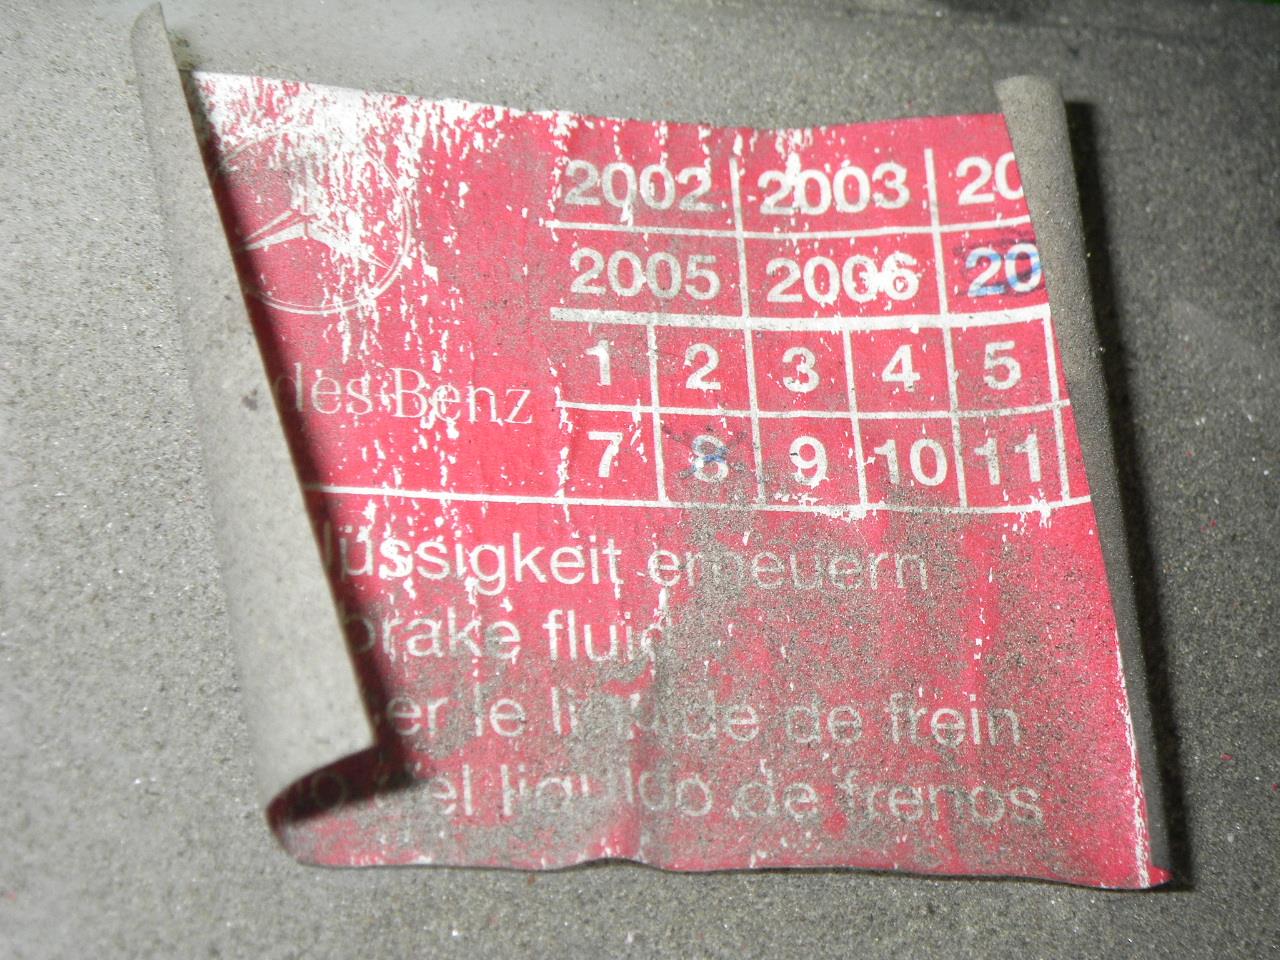 2002 2003 20
2005 2006 20
1 2 3 4 5
des Benz
7 8 9 10 11
lüssigkeit erneuern
brake fluid
er le liquide de frein
o del liquido de frenos